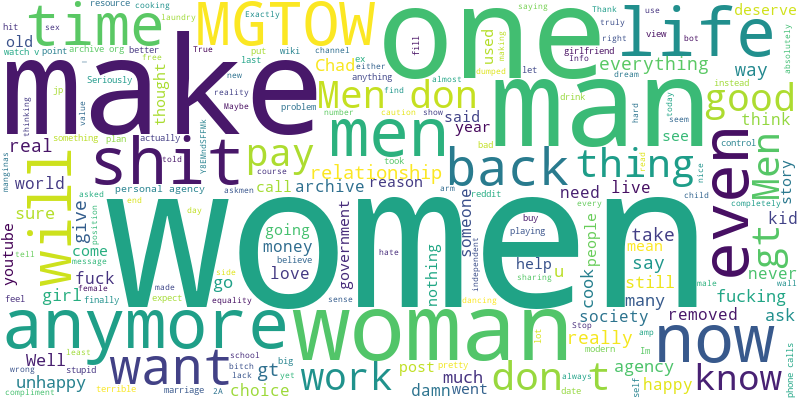 hit
resource
cooking
laundry
sex
old
time
MGTOW
one
life
Exactly
put
wiki
channel
ex
saying
making
Thank
use
truly
view
bot
right
point
deserve
absolutely
watch v
archive org
better
True
free
last
either
let
girlfriend
Info
Seriously
new
Chad
fill
used
everything
way
make
man
jp
thought
reality
anything
dream
instead
thinking
value
something
plan
Maybe
problem
find
almost
dumped
Men don
number
caution
show
drink
hard
today
seem
good
think
real
actually
men
said
year
bad
see
control
shit
told
Y8EMndSFFMk
pay
took
back
thing
even
gt Men
read
manginas
course
relationship
nice
world
personal agency
askmen
call
archive
reason
arm
reddit
need
live
child
completely
story
will
sure
give
asked
end
day
women
someone
buy
every
playing
take
kid
youtube
come
position
message
going
money
believe
government
nothing
independent
help
u
people
mean
never
tell
fuck
made
love
hate
go
cook
say
wall
feel
girl
female
expect
side
sharing
still
male
finally
equality
sense
dancing
society
many
fucking
anymore
woman
lot
Stop
really
removed
ask
now
amp
Well
want
school
big
post
pretty
modern
Im
wrong
least
stupid
bitch
yet
gt
much
don t
agency
know
unhappy
terrible
lack
choice
work
damn
went
always
self
happy
phone calls
compliment
marriage
2A
date